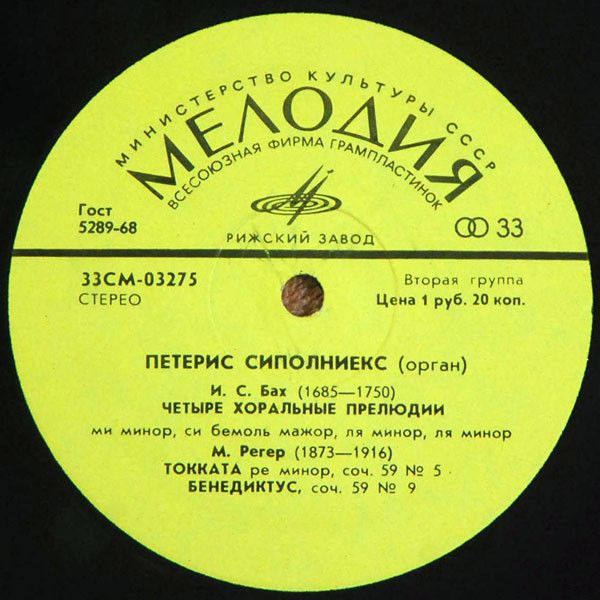 МИНИСТЕРСТВО КУЛЬТУРЫ СССР
МЕЛОДИЯ
ВСЕСОЮЗНАЯ ФИРМА ГРАМПЛАСТИНОК
Гост
5289-68
33
РИЖСКИЙ ЗАВОД
33СМ-03275
СТЕРЕО
Вторая группа
Цена 1 руб. 20 коп.
ПЕТЕРИС СИПОЛНИЕКС (орган)
И. С. Бах (1685—1750)
ЧЕТЫРЕ ХОРАЛЬНЫЕ ПРЕЛЮДИИ
ми минор, си бемоль мажор, ля минор, ля минор
М. Регер (1873—1916)
ТОККАТА ре минор, соч. 59 № 5
БЕНЕДИКТУС, соч. 59 № 9